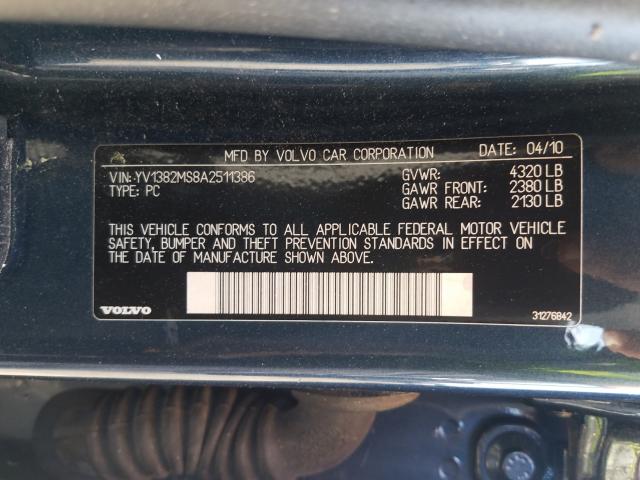 MFD BY VOLVO CAR CORPORATION DATE: 04/10
VIN: YV1382MS8A2511386 GVWR: 4320 LB
TYPE: PC GAWR FRONT: 2380 LB
GAWR REAR: 2130 LB
THIS VEHICLE CONFORMS TO ALL APPLICABLE FEDERAL MOTOR VEHICLE
SAFETY, BUMPER AND THEFT PREVENTION STANDARDS IN EFFECT ON
THE DATE OF MANUFACTURE SHOWN ABOVE.
VOLVO 31276842